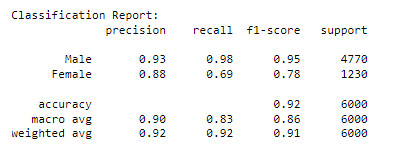 Classification Report:
precision recall f1-score support
Male 0.93 0.98 0.95 4770
Female 0.88 0.69 0.78 1230
accuracy 0.92 6000
macro avg 0.90 0.83 0.86 6000
weighted avg 0.92 0.92 0.91 6000